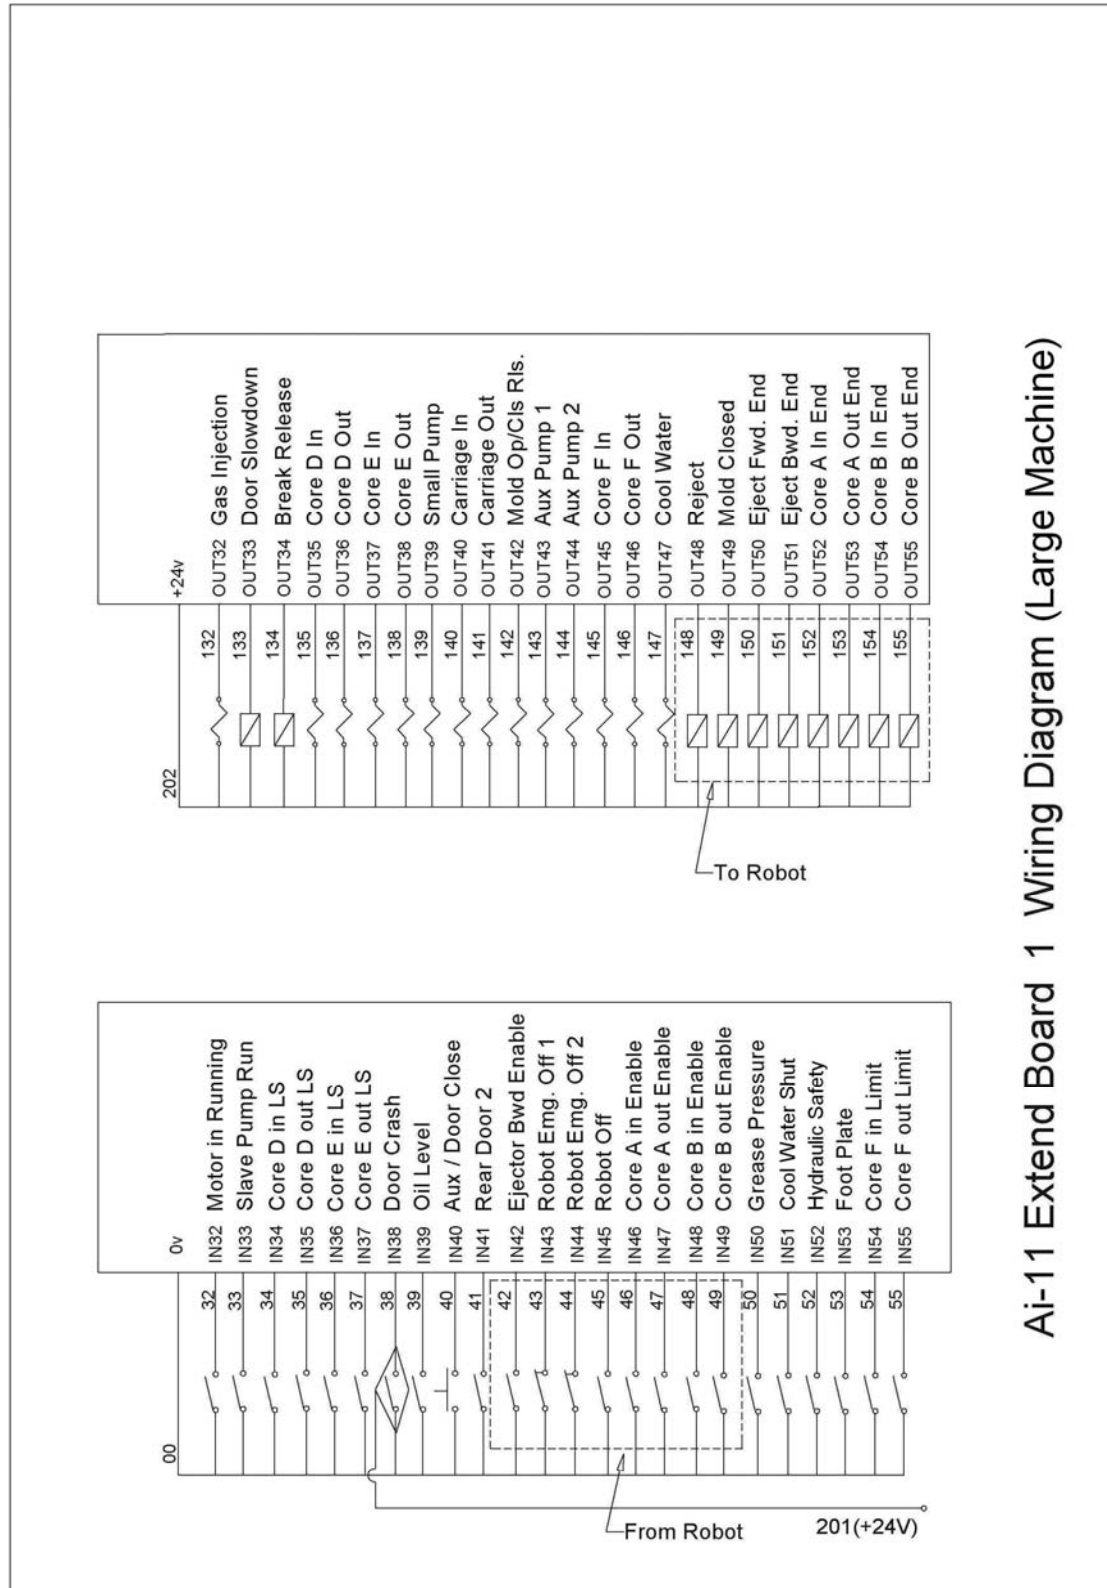 Ai-11 Extend Board 1 Wiring Diagram (Large Machine)
00
0v
32 IN32 Motor in Running
33 IN33 Slave Pump Run
34 IN34 Core D in LS
35 IN35 Core D out LS
36 IN36 Core E in LS
37 IN37 Core E out LS
38 IN38 Door Crash
39 IN39 Oil Level
40 IN40 Aux / Door Close
41 IN41 Rear Door 2
42 IN42 Ejector Bwd Enable
43 IN43 Robot Emg. Off 1
44 IN44 Robot Emg. Off 2
45 IN45 Robot Off
46 IN46 Core A in Enable
47 IN47 Core A out Enable
48 IN48 Core B in Enable
49 IN49 Core B out Enable
50 IN50 Grease Pressure
51 IN51 Cool Water Shut
52 IN52 Hydraulic Safety
53 IN53 Foot Plate
54 IN54 Core F in Limit
55 IN55 Core F out Limit
From Robot
201(+24V)
202
+24v
132 OUT32 Gas Injection
133 OUT33 Door Slowdown
134 OUT34 Break Release
135 OUT35 Core D In
136 OUT36 Core D Out
137 OUT37 Core E In
138 OUT38 Core E Out
139 OUT39 Small Pump
140 OUT40 Carriage In
141 OUT41 Carriage Out
142 OUT42 Mold Op/Cls Rls.
143 OUT43 Aux Pump 1
144 OUT44 Aux Pump 2
145 OUT45 Core F In
146 OUT46 Core F Out
147 OUT47 Cool Water
148 OUT48 Reject
149 OUT49 Mold Closed
150 OUT50 Eject Fwd. End
151 OUT51 Eject Bwd. End
152 OUT52 Core A In End
153 OUT53 Core A Out End
154 OUT54 Core B In End
155 OUT55 Core B Out End
To Robot